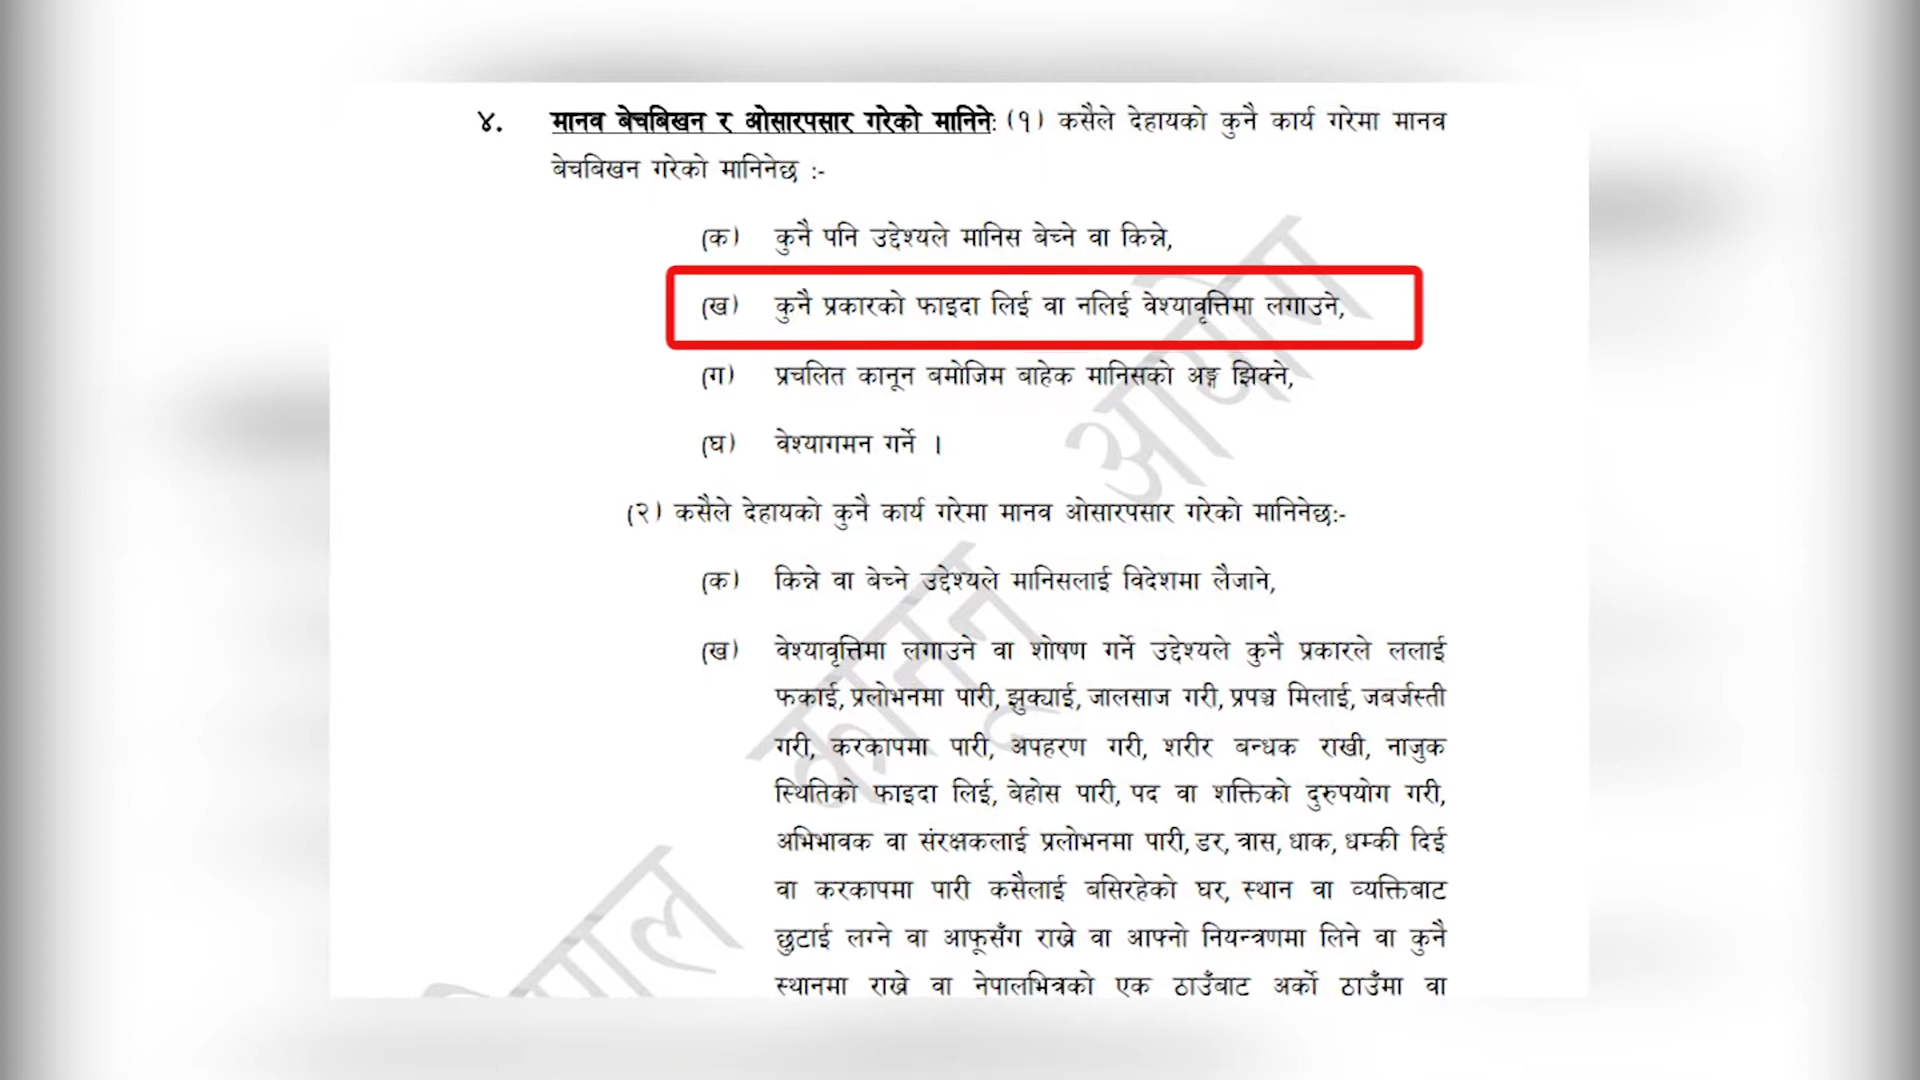 ४. मानव बेचबिखन र ओसारपसार गरेको मानिनेः (१) कसैले देहायको कुनै कार्य गरेमा मानव
बेचबिखन गरेको मानिनेछ :-
(क) कुनै पनि उद्देश्यले मानिस बेच्ने वा किन्ने,
(ख) कुनै प्रकारको फाइदा लिई वा नलिई वेश्यावृत्तिमा लगाउने,
(ग) प्रचलित कानून बमोजिम बाहेक मानिसको अङ्ग झिक्ने,
(घ) वेश्यागमन गर्ने ।
(२) कसैले देहायको कुनै कार्य गरेमा मानव ओसारपसार गरेको मानिनेछः-
(क) किन्ने वा बेच्ने उद्देश्यले मानिसलाई विदेशमा लैजाने,
(ख) वेश्यावृत्तिमा लगाउने वा शोषण गर्ने उद्देश्यले कुनै प्रकारले ललाई
फकाई, प्रलोभनमा पारी, झुक्याई, जालसाज गरी, प्रपञ्च मिलाई, जबर्जस्ती
गरी, करकापमा पारी, अपहरण गरी, शरीर बन्धक राखी, नाजुक
स्थितिको फाइदा लिई, बेहोस पारी, पद वा शक्तिको दुरुपयोग गरी,
अभिभावक वा संरक्षकलाई प्रलोभनमा पारी, डर, त्रास, धाक, धम्की दिई
वा करकापमा पारी कसैलाई बसिरहेको घर, स्थान वा व्यक्तिबाट
छुटाई लग्ने वा आफूसँग राख्ने वा आफ्नो नियन्त्रणमा लिने वा कुनै
स्थानमा राख्ने वा नेपालभित्रको एक ठाउँबाट अर्को ठाउँमा वा
नेपाल कानून आयोग